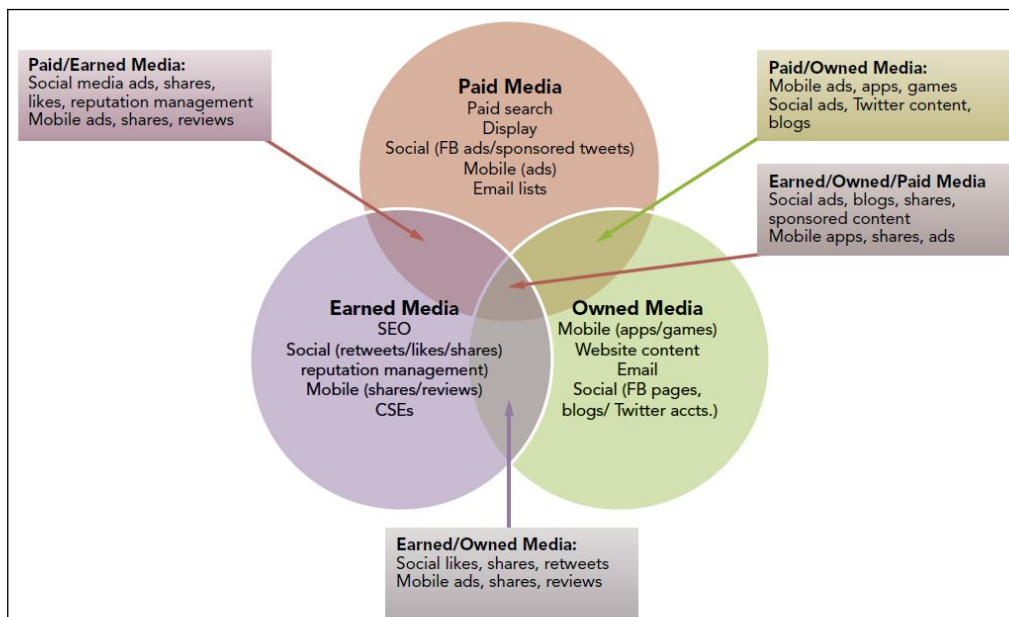 Paid/Earned Media:
Social media ads, shares,
likes, reputation management
Mobile ads, shares, reviews
Paid Media
Paid search
Display
Social (FB ads/sponsored tweets)
Mobile (ads)
Email lists
Paid/Owned Media:
Mobile ads, apps, games
Social ads, Twitter content,
blogs
Earned/Owned/Paid Media
Social ads, blogs, shares,
sponsored content
Mobile apps, shares, ads
Earned Media
SEO
Social (retweets/likes/shares)
reputation management)
Mobile (shares/reviews)
CSEs
Owned Media
Mobile (apps/games)
Website content
Email
Social (FB pages,
blogs/ Twitter accts.)
Earned/Owned Media:
Social likes, shares, retweets
Mobile ads, shares, reviews